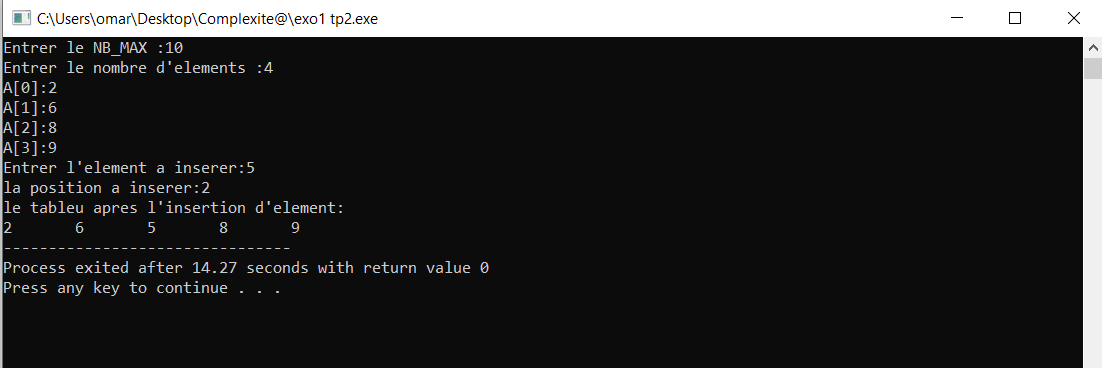 C:\Users\omar\Desktop\Complexite@\exo1 tp2.exe
Entrer le NB_MAX :10
Entrer le nombre d'elements :4
A[0]:2
A[1]:6
A[2]:8
A[3]:9
Entrer l'element a inserer:5
la position a inserer:2
le tableu apres l'insertion d'element:
2       6       5       8       9
--------------------------------
Process exited after 14.27 seconds with return value 0
Press any key to continue . . .